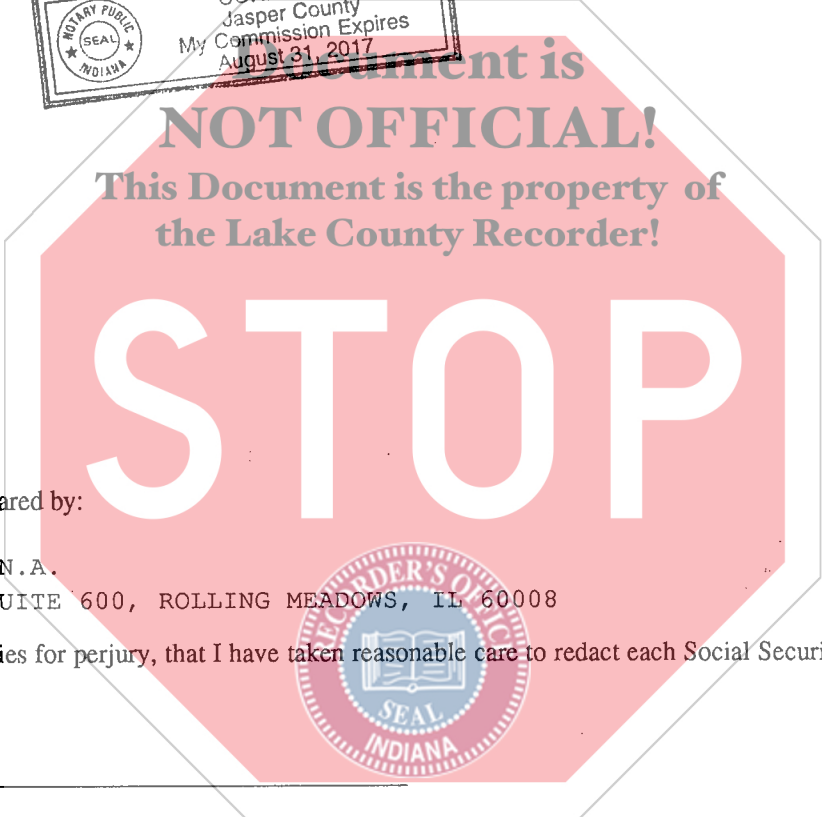 NOTARY PUBLIC
SEAL
INDIANA
Jasper County
My Commission Expires
August 31, 2017
Document is
NOT OFFICIAL!
This Document is the property of
the Lake County Recorder!
STOP
ared by:
N.A.
UITE 600, ROLLING MEADOWS, IL 60008
ies for perjury, that I have taken reasonable care to redact each Social Securi
RECORDER'S OFFIC
SEAL
INDIANA